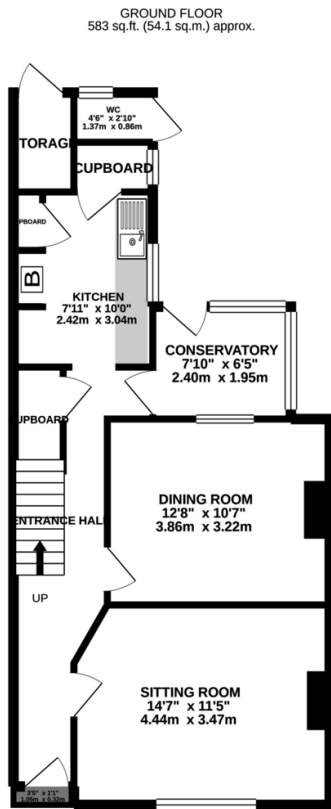 GROUND FLOOR
583 sq.ft. (54.1 sq.m.) approx.
WC
4'6" x 2'10"
1.37m x 0.86m
TORAGE
CUPBOARD
PBOARD
B
KITCHEN
7'11" x 10'0"
2.42m x 3.04m
CONSERVATORY
7'10" x 6'5"
2.40m x 1.95m
UPBOARD
DINING ROOM
12'8" x 10'7"
3.86m x 3.22m
ENTRANCE HALL
UP
SITTING ROOM
14'7" x 11'5"
4.44m x 3.47m